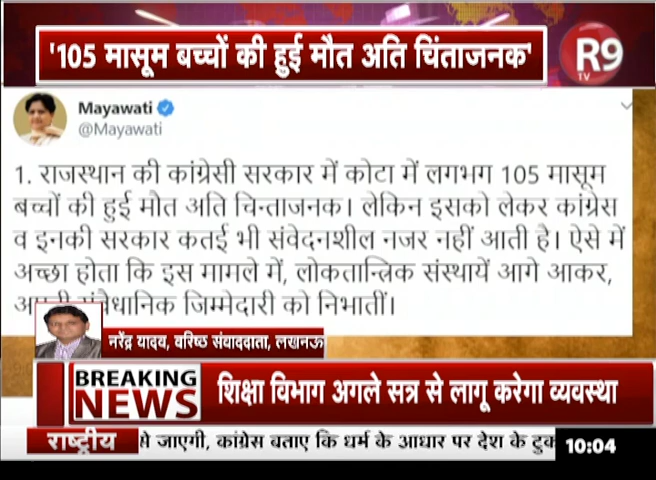 '105 मासूम बच्चों की हुई मौत अति चिंताजनक'
R9
TV
Mayawati
@Mayawati
1. राजस्थान की कांग्रेसी सरकार में कोटा में लगभग 105 मासूम
बच्चों की हुई मौत अति चिन्ताजनक। लेकिन इसको लेकर कांग्रेस
व इनकी सरकार कतई भी संवेदनशील नजर नहीं आती है। ऐसे में
अच्छा होता कि इस मामले में, लोकतान्त्रिक संस्थायें आगे आकर,
जिम्मेदारी को निभातीं।
नरेंद्र यादव, वरिष्ठ संवाददाता, लखनऊ
BREAKING
NEWS
शिक्षा विभाग अगले सत्र से लागू करेगा व्यवस्था
राष्ट्रीय
से जाएगी, कांग्रेस बताए कि धर्म के आधार पर देश के
10:04